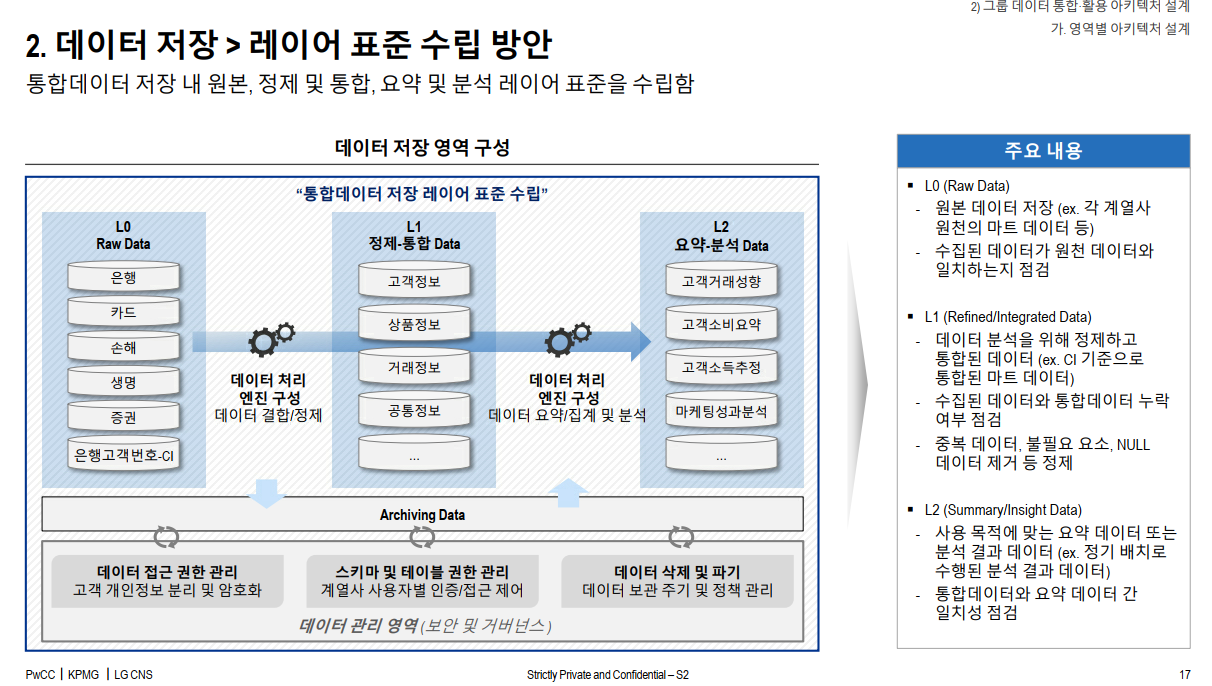 2) 그룹 데이터 통합·활용 아키텍처 설계
가. 영역별 아키텍처 설계
2. 데이터 저장 > 레이어 표준 수립 방안
통합데이터 저장 내 원본, 정제 및 통합, 요약 및 분석 레이어 표준을 수립함
데이터 저장 영역 구성
“통합데이터 저장 레이어 표준 수립”
L0
Raw Data
은행
카드
손해
생명
증권
은행고객번호-CI
데이터 처리
엔진 구성
데이터 결합/정제
L1
정제-통합 Data
고객정보
상품정보
거래정보
공통정보
...
데이터 처리
엔진 구성
데이터 요약/집계 및 분석
L2
요약-분석 Data
고객거래성향
고객소비요약
고객소득추정
마케팅성과분석
...
Archiving Data
데이터 접근 권한 관리
고객 개인정보 분리 및 암호화
스키마 및 테이블 권한 관리
계열사 사용자별 인증/접근 제어
데이터 삭제 및 파기
데이터 보관 주기 및 정책 관리
데이터 관리 영역 (보안 및 거버넌스)
주요 내용
▪ L0 (Raw Data)
- 원본 데이터 저장 (ex. 각 계열사
원천의 마트 데이터 등)
- 수집된 데이터가 원천 데이터와
일치하는지 점검
▪ L1 (Refined/Integrated Data)
- 데이터 분석을 위해 정제하고
통합된 데이터 (ex. CI 기준으로
통합된 마트 데이터)
- 수집된 데이터와 통합데이터 누락
여부 점검
- 중복 데이터, 불필요 요소, NULL
데이터 제거 등 정제
▪ L2 (Summary/Insight Data)
- 사용 목적에 맞는 요약 데이터 또는
분석 결과 데이터 (ex. 정기 배치로
수행된 분석 결과 데이터)
- 통합데이터와 요약 데이터 간
일치성 점검
PwCC | KPMG | LG CNS
Strictly Private and Confidential – S2
17